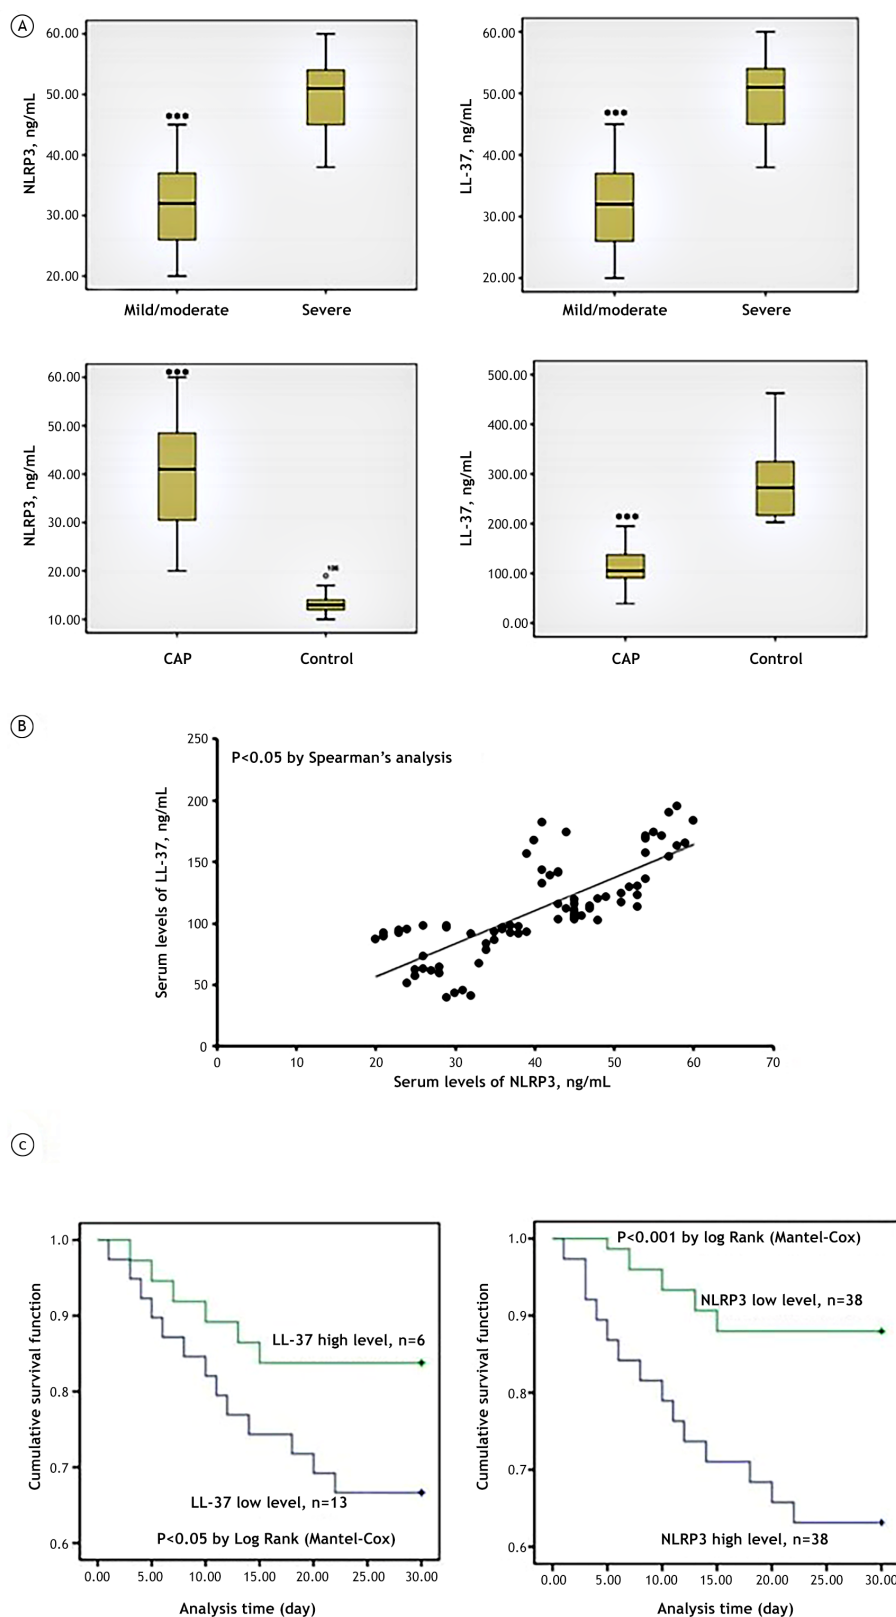 A
NLRP3, ng/mL
60.00
50.00
40.00
30.00
20.00
Mild/moderate
Severe
LL-37, ng/mL
60.00
50.00
40.00
30.00
20.00
Mild/moderate
Severe
NLRP3, ng/mL
60.00
50.00
40.00
30.00
20.00
10.00
CAP
Control
LL-37, ng/mL
500.00
400.00
300.00
200.00
100.00
0.00
CAP
Control
B
P<0.05 by Spearman's analysis
Serum levels of LL-37, ng/mL
250
200
150
100
50
0
0 10 20 30 40 50 60 70
Serum levels of NLRP3, ng/mL
C
Cumulative survival function
1.0
0.9
0.8
0.7
0.6
LL-37 high level, n=6
LL-37 low level, n=13
P<0.05 by Log Rank (Mantel-Cox)
0.00 5.00 10.00 15.00 20.00 25.00 30.00
Analysis time (day)
Cumulative survival function
1.0
0.9
0.8
0.7
0.6
P<0.001 by log Rank (Mantel-Cox)
NLRP3 low level, n=38
NLRP3 high level, n=38
0.00 5.00 10.00 15.00 20.00 25.00 30.00
Analysis time (day)